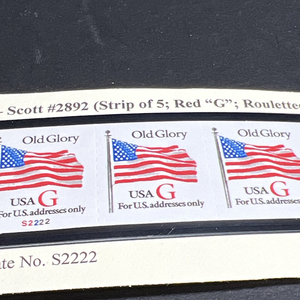 Scott #2892 (Strip of 5; Red “G”; Roulette
Old Glory Old Glory Old Glory
USA G USA G USA G
For U.S. addresses only For U.S. addresses only For U.S. addresses only
S2222
No. S2222